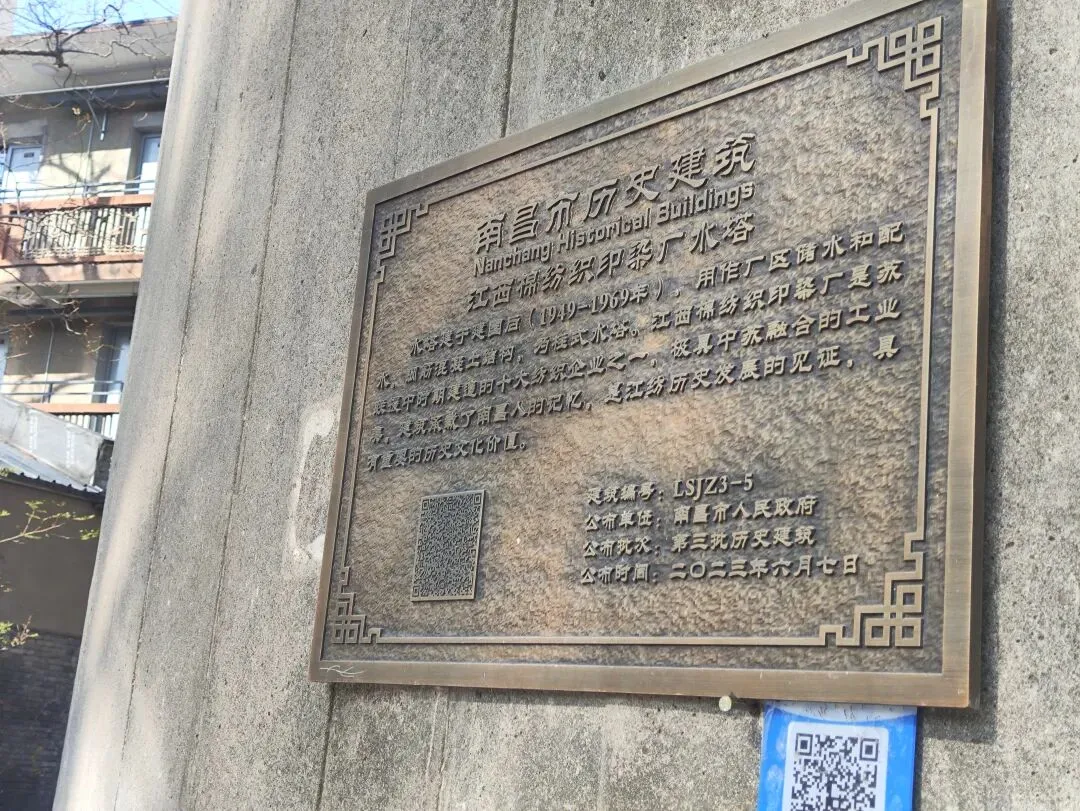 南昌市历史建筑
Nanchang Historical Buildings
江西棉纺织印染厂水塔
水塔建于建国后（1949-1969年），用作厂区储水和配
水，钢筋混凝土结构，为柱式水塔。江西棉纺织印染厂是苏
联援华时期建造的十大纺织企业之一，极具中苏融合的工业
，建筑承载了南昌人的记忆，是江纺历史发展的见证，具
有重要的历史文化价值。
建筑编号：LSJZ3-5
公布单位：南昌市人民政府
公布批次：第三批历史建筑
公布时间：二〇二三年六月七日